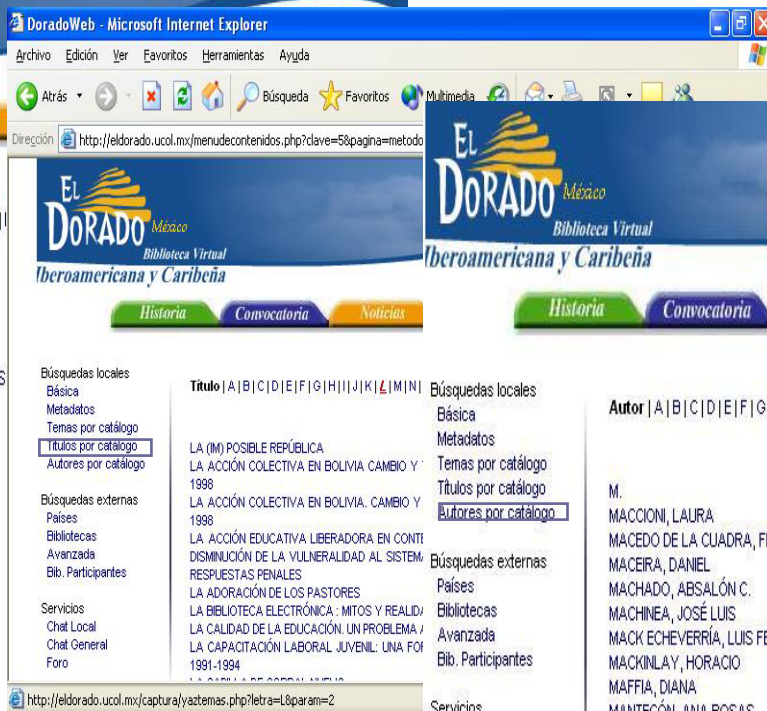 DoradoWeb - Microsoft Internet Explorer
Archivo Edición Ver Favoritos Herramientas Ayuda
Atrás Búsqueda Favoritos Multimedia
Dirección http://eldorado.ucol.mx/menudecontenidos.php?clave=5&pagina=metodo
EL DORADO México
Biblioteca Virtual
Iberoamericana y Caribeña
Historia Convocatoria Noticias
Búsquedas locales
Básica
Metadatos
Temas por catálogo
Títulos por catálogo
Autores por catálogo
Búsquedas externas
Países
Bibliotecas
Avanzada
Bib. Participantes
Servicios
Chat Local
Chat General
Foro
Título | A | B | C | D | E | F | G | H | I | J | K | L | M | N |
LA (IM) POSIBLE REPÚBLICA
LA ACCIÓN COLECTIVA EN BOLIVIA CAMBIO Y
1998
LA ACCIÓN COLECTIVA EN BOLIVIA. CAMBIO Y
1998
LA ACCIÓN EDUCATIVA LIBERADORA EN CONTE
DISMINUCIÓN DE LA VULNERALIDAD AL SISTEM
RESPUESTAS PENALES
LA ADORACIÓN DE LOS PASTORES
LA BIBLIOTECA ELECTRÓNICA : MITOS Y REALID
LA CALIDAD DE LA EDUCACIÓN. UN PROBLEMA
LA CAPACITACIÓN LABORAL JUVENIL: UNA FO
1991-1994
http://eldorado.ucol.mx/captura/yaztemas.php?letra=L&param=2
EL DORADO México
Biblioteca Virtual
Iberoamericana y Caribeña
Historia Convocatoria
Búsquedas locales
Básica
Metadatos
Temas por catálogo
Títulos por catálogo
Autores por catálogo
Búsquedas externas
Países
Bibliotecas
Avanzada
Bib. Participantes
Servicios
Autor | A | B | C | D | E | F | G
M.
MACCIONI, LAURA
MACEDO DE LA CUADRA, F
MACEIRA, DANIEL
MACHADO, ABSALÓN C.
MACHINEA, JOSÉ LUIS
MACK ECHEVERRÍA, LUIS FE
MACKINLAY, HORACIO
MAFFIA, DIANA
MANTECÓN, ANA ROSAS